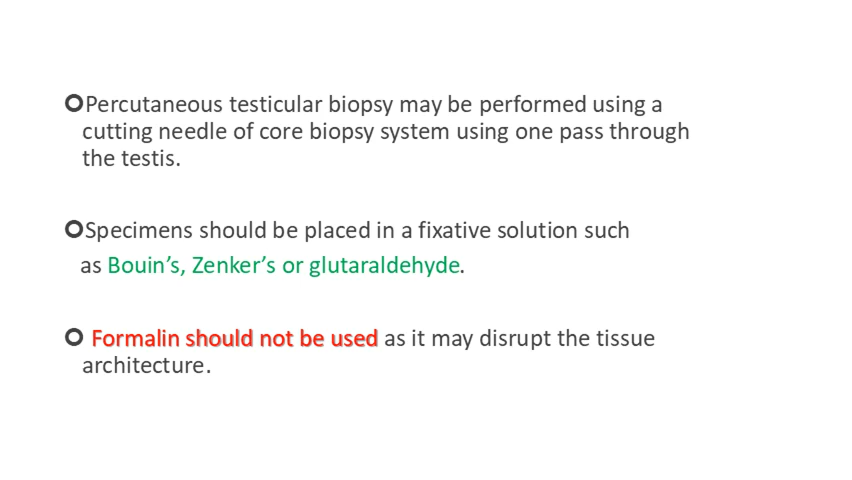 Percutaneous testicular biopsy may be performed using a
cutting needle of core biopsy system using one pass through
the testis.
Specimens should be placed in a fixative solution such
as Bouin’s, Zenker’s or glutaraldehyde.
Formalin should not be used as it may disrupt the tissue
architecture.